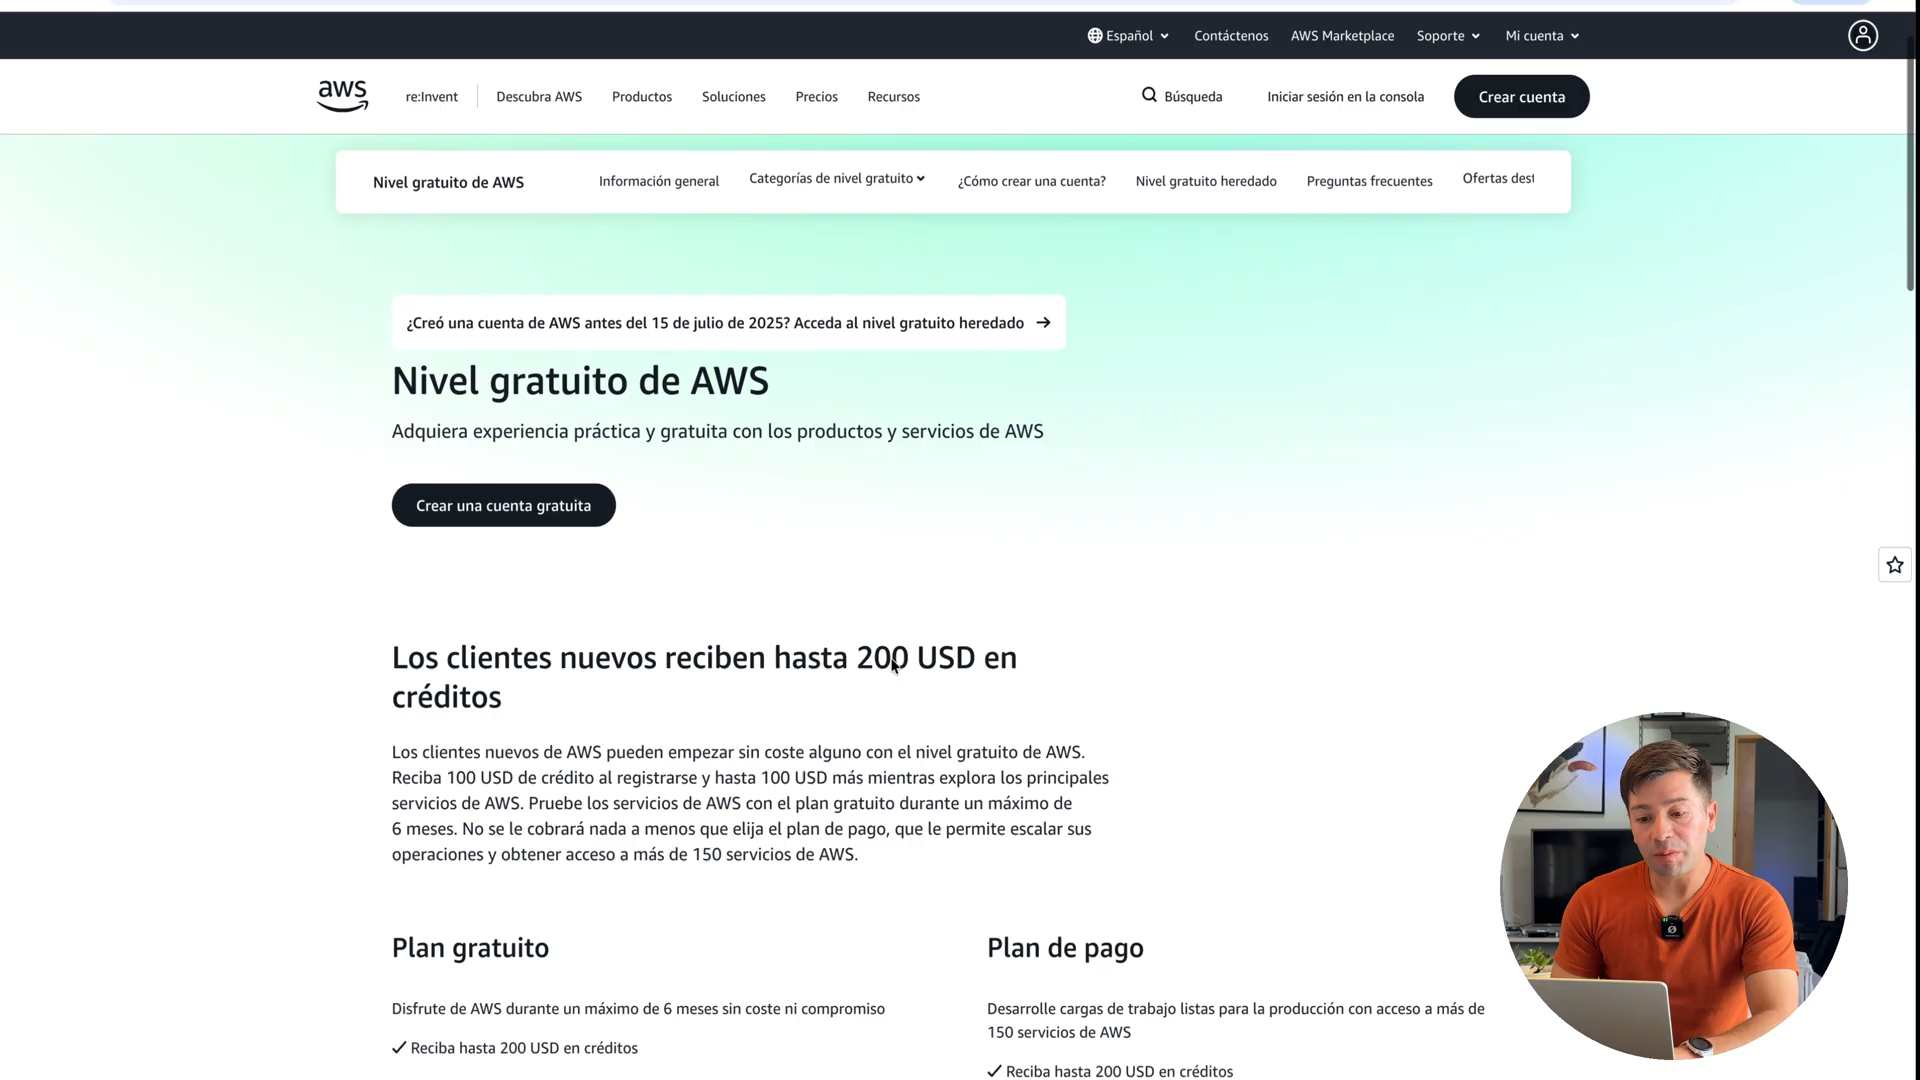 Español
Contáctenos
AWS Marketplace
Soporte
Mi cuenta
aws
re:Invent
Descubra AWS
Productos
Soluciones
Precios
Recursos
Búsqueda
Iniciar sesión en la consola
Crear cuenta
Nivel gratuito de AWS
Información general
Categorías de nivel gratuito
¿Cómo crear una cuenta?
Nivel gratuito heredado
Preguntas frecuentes
Ofertas dest
¿Creó una cuenta de AWS antes del 15 de julio de 2025? Acceda al nivel gratuito heredado →
Nivel gratuito de AWS
Adquiera experiencia práctica y gratuita con los productos y servicios de AWS
Crear una cuenta gratuita
Los clientes nuevos reciben hasta 200 USD en
créditos
Los clientes nuevos de AWS pueden empezar sin coste alguno con el nivel gratuito de AWS.
Reciba 100 USD de crédito al registrarse y hasta 100 USD más mientras explora los principales
servicios de AWS. Pruebe los servicios de AWS con el plan gratuito durante un máximo de
6 meses. No se le cobrará nada a menos que elija el plan de pago, que le permite escalar sus
operaciones y obtener acceso a más de 150 servicios de AWS.
Plan gratuito
Disfrute de AWS durante un máximo de 6 meses sin coste ni compromiso
✓ Reciba hasta 200 USD en créditos
Plan de pago
Desarrolle cargas de trabajo listas para la producción con acceso a más de
150 servicios de AWS
✓ Reciba hasta 200 USD en créditos